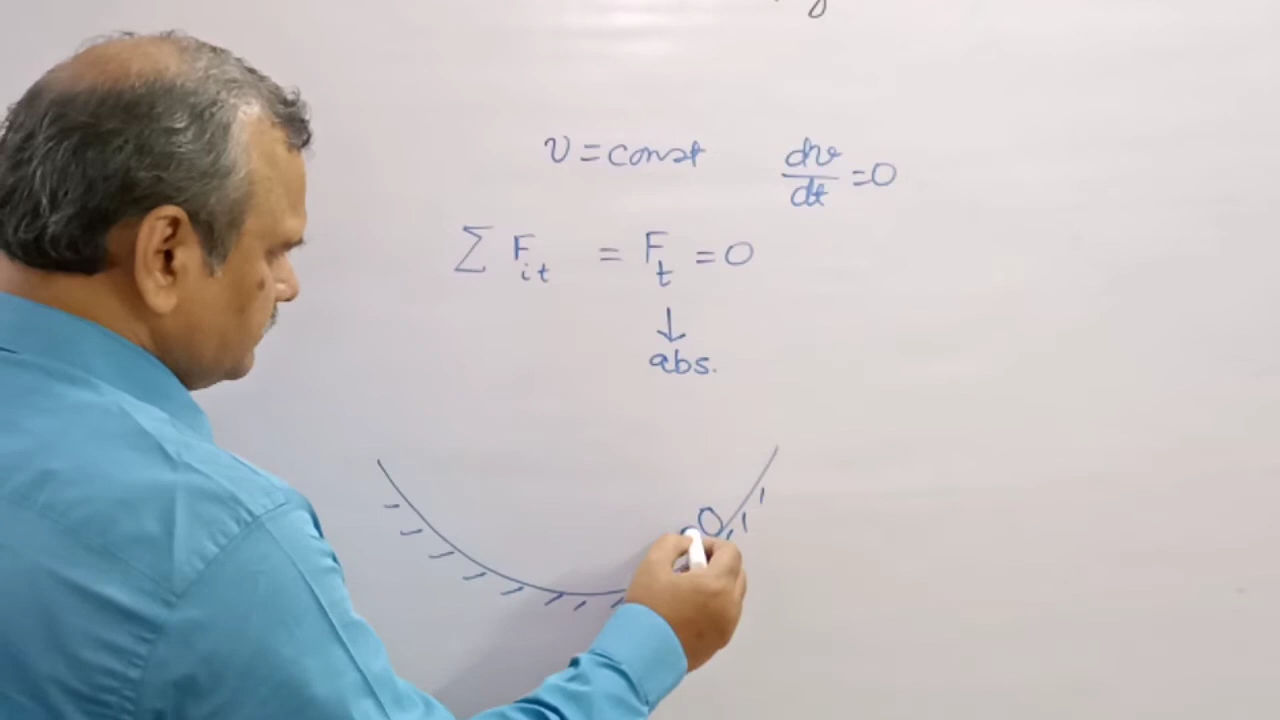 v = const dv/dt = 0
∑ F_it = F_t = 0
↓
abs.